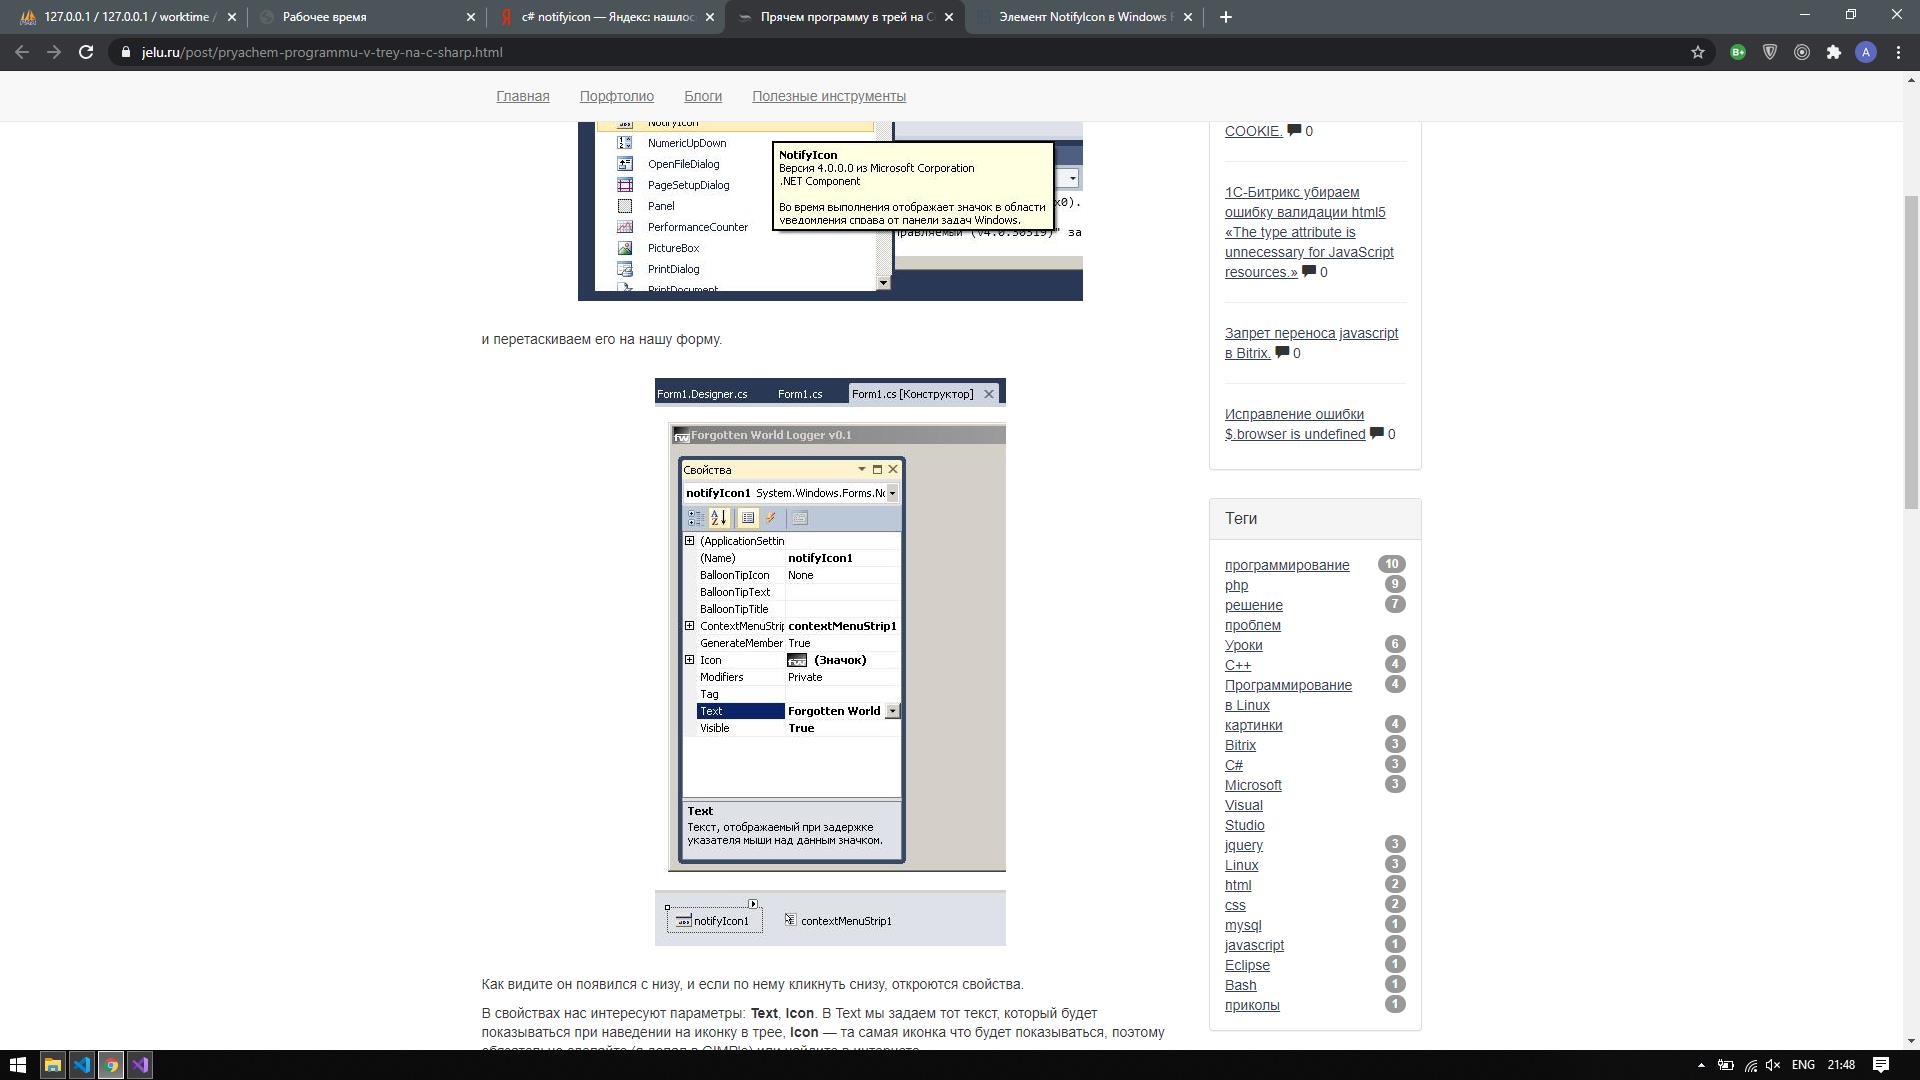 127.0.0.1 / 127.0.0.1 / worktime /
Рабочее время
c# notifyicon — Яндекс: нашлос
Прячем программу в трей на C
Элемент NotifyIcon в Windows F
jelu.ru/post/pryachem-programmu-v-trey-na-c-sharp.html
B+
A
Главная
Порфтолио
Блоги
Полезные инструменты
NotifyIcon
NumericUpDown
OpenFileDialog
PageSetupDialog
Panel
PerformanceCounter
PictureBox
PrintDialog
PrintDocument
NotifyIcon
Версия 4.0.0.0 из Microsoft Corporation
.NET Component
Во время выполнения отображает значок в области
уведомления справа от панели задач Windows.
x0).
правляемый (v4.0.30319)" за
и перетаскиваем его на нашу форму.
Form1.Designer.cs
Form1.cs
Form1.cs [Конструктор]
Forgotten World Logger v0.1
Свойства
notifyIcon1 System.Windows.Forms.No
(ApplicationSettin
(Name) notifyIcon1
BalloonTipIcon None
BalloonTipText
BalloonTipTitle
ContextMenuStrip contextMenuStrip1
GenerateMember True
Icon (Значок)
Modifiers Private
Tag
Text Forgotten World
Visible True
Text
Текст, отображаемый при задержке
указателя мыши над данным значком.
notifyIcon1
contextMenuStrip1
Как видите он появился с низу, и если по нему кликнуть снизу, откроются свойства.
В свойствах нас интересуют параметры: Text, Icon. В Text мы задаем тот текст, который будет
показываться при наведении на иконку в трее, Icon — та самая иконка что будет показываться, поэтому
COOKIE. 0
1С-Битрикс убираем
ошибку валидации html5
«The type attribute is
unnecessary for JavaScript
resources.» 0
Запрет переноса javascript
в Bitrix. 0
Исправление ошибки
$.browser is undefined 0
Теги
программирование 10
php 9
решение 7
проблем
Уроки 6
C++ 4
Программирование 4
в Linux
картинки 4
Bitrix 3
C# 3
Microsoft 3
Visual
Studio
jquery 3
Linux 3
html 2
css 2
mysql 1
javascript 1
Eclipse 1
Bash 1
приколы 1
ENG
21:48